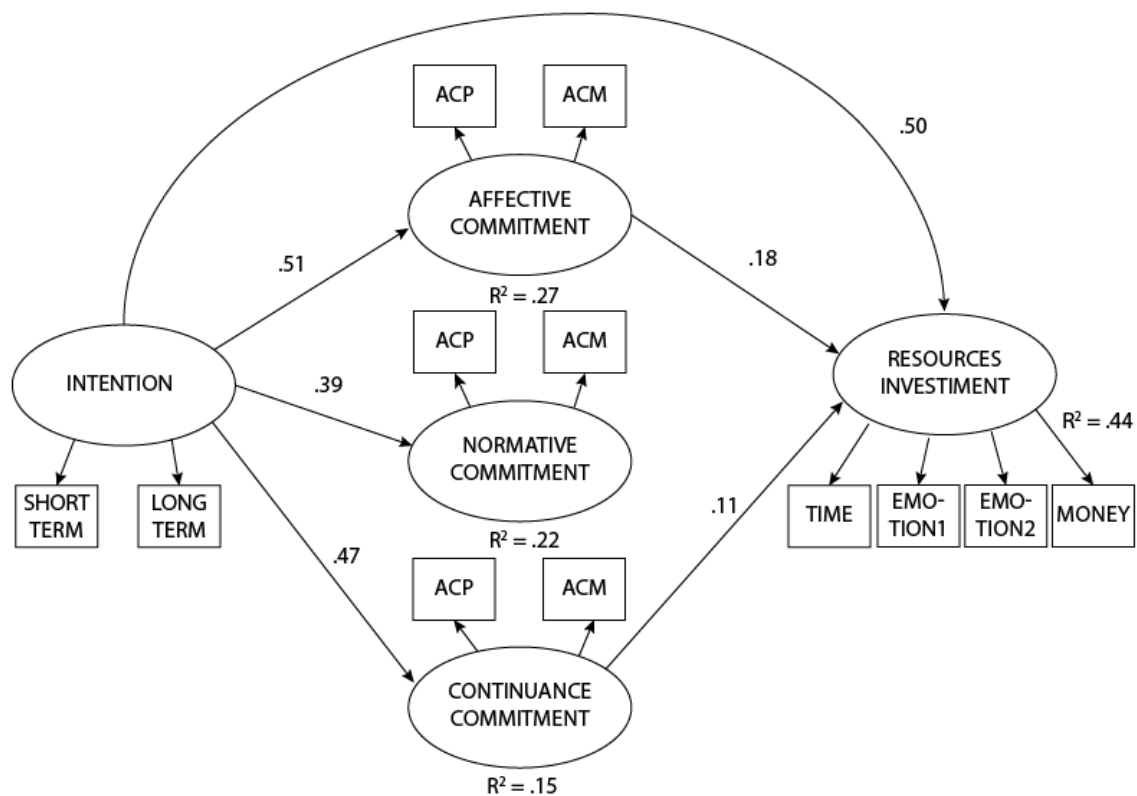 ACP
ACM
.50
AFFECTIVE
COMMITMENT
.51
.18
R² = .27
ACP
ACM
INTENTION
RESOURCES
INVESTIMENT
.39
R² = .44
NORMATIVE
COMMITMENT
SHORT
TERM
LONG
TERM
.11
TIME
EMO-
TION1
EMO-
TION2
MONEY
R² = .22
.47
ACP
ACM
CONTINUANCE
COMMITMENT
R² = .15